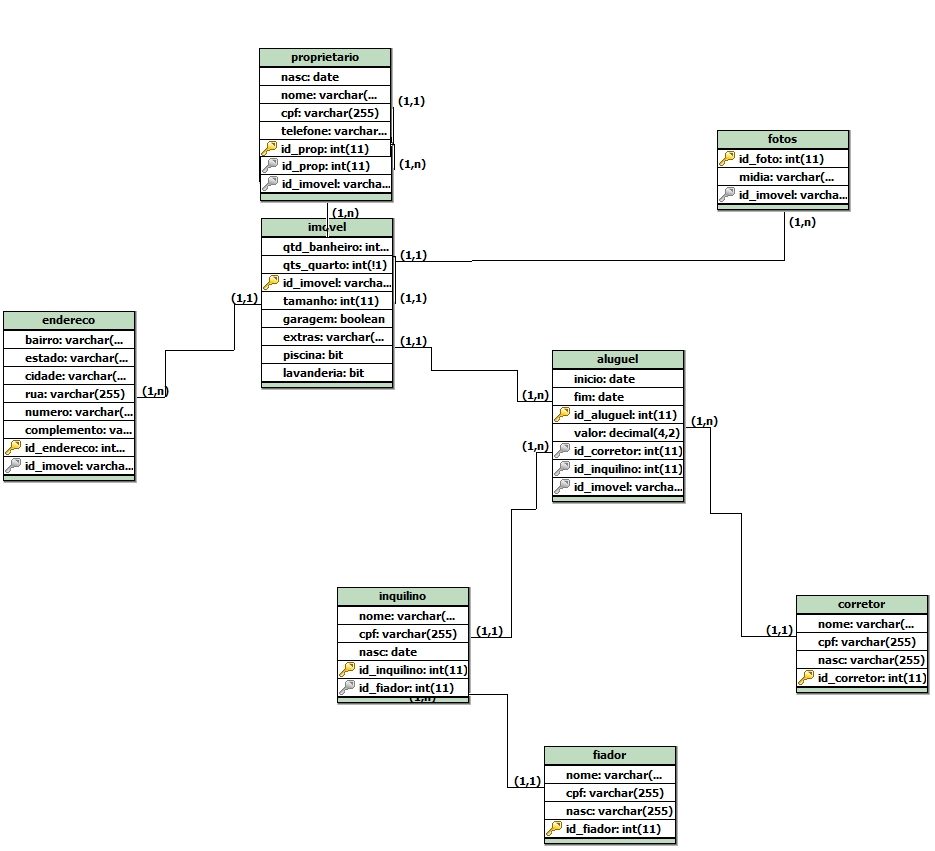 proprietario
nasc: date
nome: varchar(...
cpf: varchar(255)
telefone: varchar...
id_prop: int(11)
id_prop: int(11)
id_imovel: varcha...
(1,1)
(1,n)
(1,n)
fotos
id_foto: int(11)
midia: varchar(...
id_imovel: varcha...
(1,n)
imovel
qtd_banheiro: int...
qts_quarto: int(!1)
id_imovel: varcha...
tamanho: int(11)
garagem: boolean
extras: varchar(...
piscina: bit
lavanderia: bit
(1,1)
(1,1)
(1,1)
(1,1)
endereco
bairro: varchar(...
estado: varchar(...
cidade: varchar(...
rua: varchar(255)
numero: varchar(...
complemento: va...
id_endereco: int...
id_imovel: varcha...
(1,n)
aluguel
inicio: date
fim: date
id_aluguel: int(11)
valor: decimal(4,2)
id_corretor: int(11)
id_inquilino: int(11)
id_imovel: varcha...
(1,n)
(1,n)
(1,n)
inquilino
nome: varchar(...
cpf: varchar(255)
nasc: date
id_inquilino: int(11)
id_fiador: int(11)
(1,n)
(1,1)
corretor
nome: varchar(...
cpf: varchar(255)
nasc: varchar(255)
id_corretor: int(11)
(1,1)
fiador
nome: varchar(...
cpf: varchar(255)
nasc: varchar(255)
id_fiador: int(11)
(1,1)